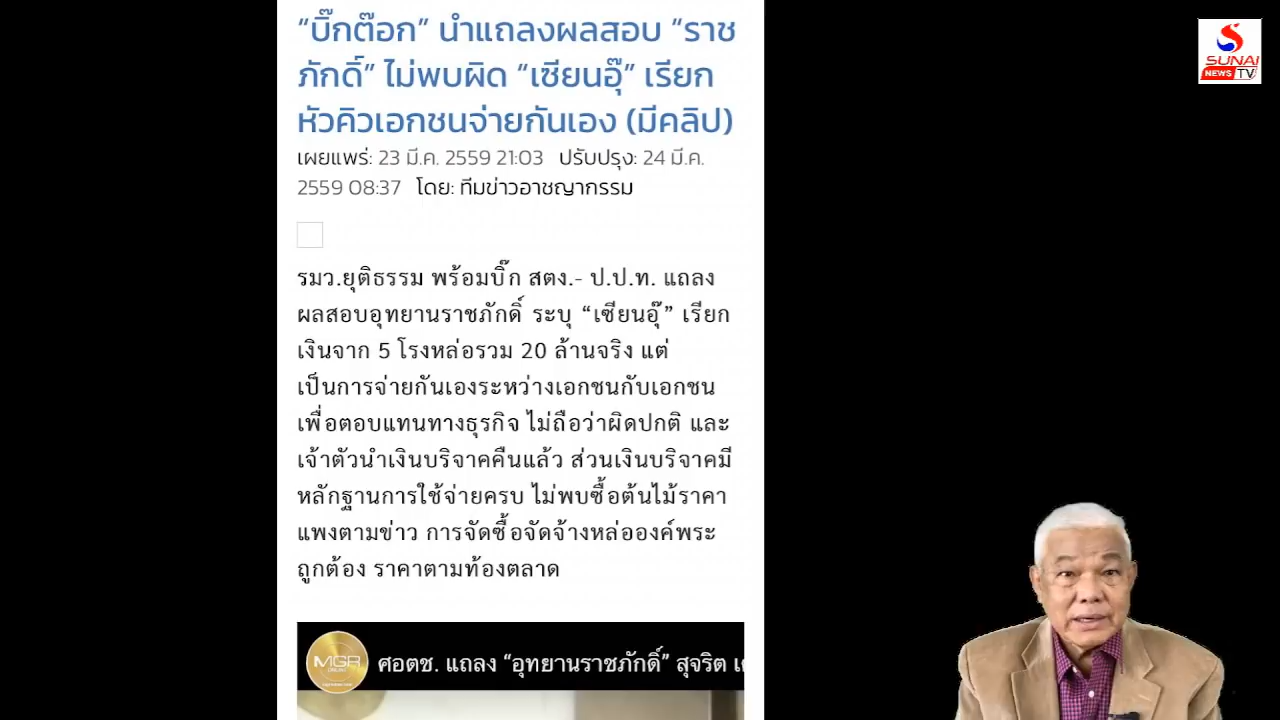 “บิ๊กต๊อก” นำแถลงผลสอบ “ราช
ภักดิ์” ไม่พบผิด “เซียนอุ๊” เรียก
หัวคิวเอกชนจ่ายกันเอง (มีคลิป)
เผยแพร่: 23 มี.ค. 2559 21:03 ปรับปรุง: 24 มี.ค.
2559 08:37 โดย: ทีมข่าวอาชญากรรม
รมว.ยุติธรรม พร้อมบิ๊ก สตง.- ป.ป.ท. แถลง
ผลสอบอุทยานราชภักดิ์ ระบุ “เซียนอุ๊” เรียก
เงินจาก 5 โรงหล่อรวม 20 ล้านจริง แต่
เป็นการจ่ายกันเองระหว่างเอกชนกับเอกชน
เพื่อตอบแทนทางธุรกิจ ไม่ถือว่าผิดปกติ และ
เจ้าตัวนำเงินบริจาคคืนแล้ว ส่วนเงินบริจาคมี
หลักฐานการใช้จ่ายครบ ไม่พบซื้อต้นไม้ราคา
แพงตามข่าว การจัดซื้อจัดจ้างหล่อองค์พระ
ถูกต้อง ราคาตามท้องตลาด
MGR
ศอตช. แถลง “อุทยานราชภักดิ์” สุจริต
SUNAI
NEWS TV